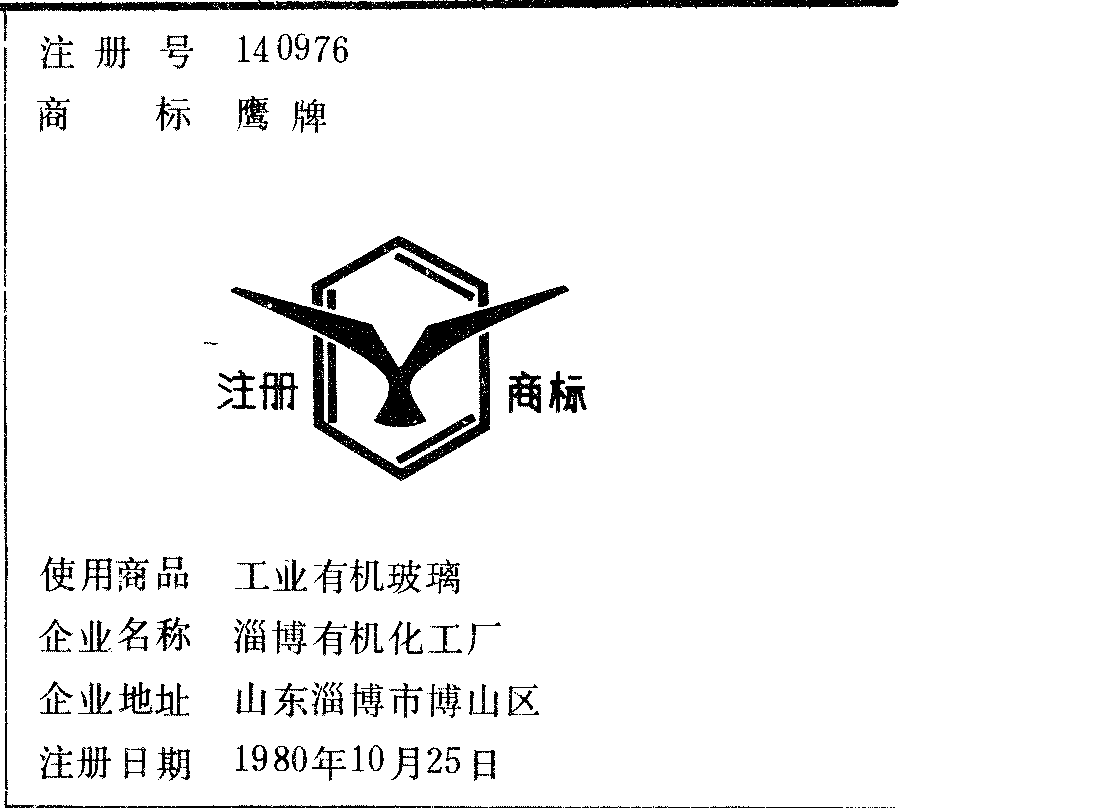 注册号 140976
商标 鹰牌
注册 商标
使用商品 工业有机玻璃
企业名称 淄博有机化工厂
企业地址 山东淄博市博山区
注册日期 1980年10月25日